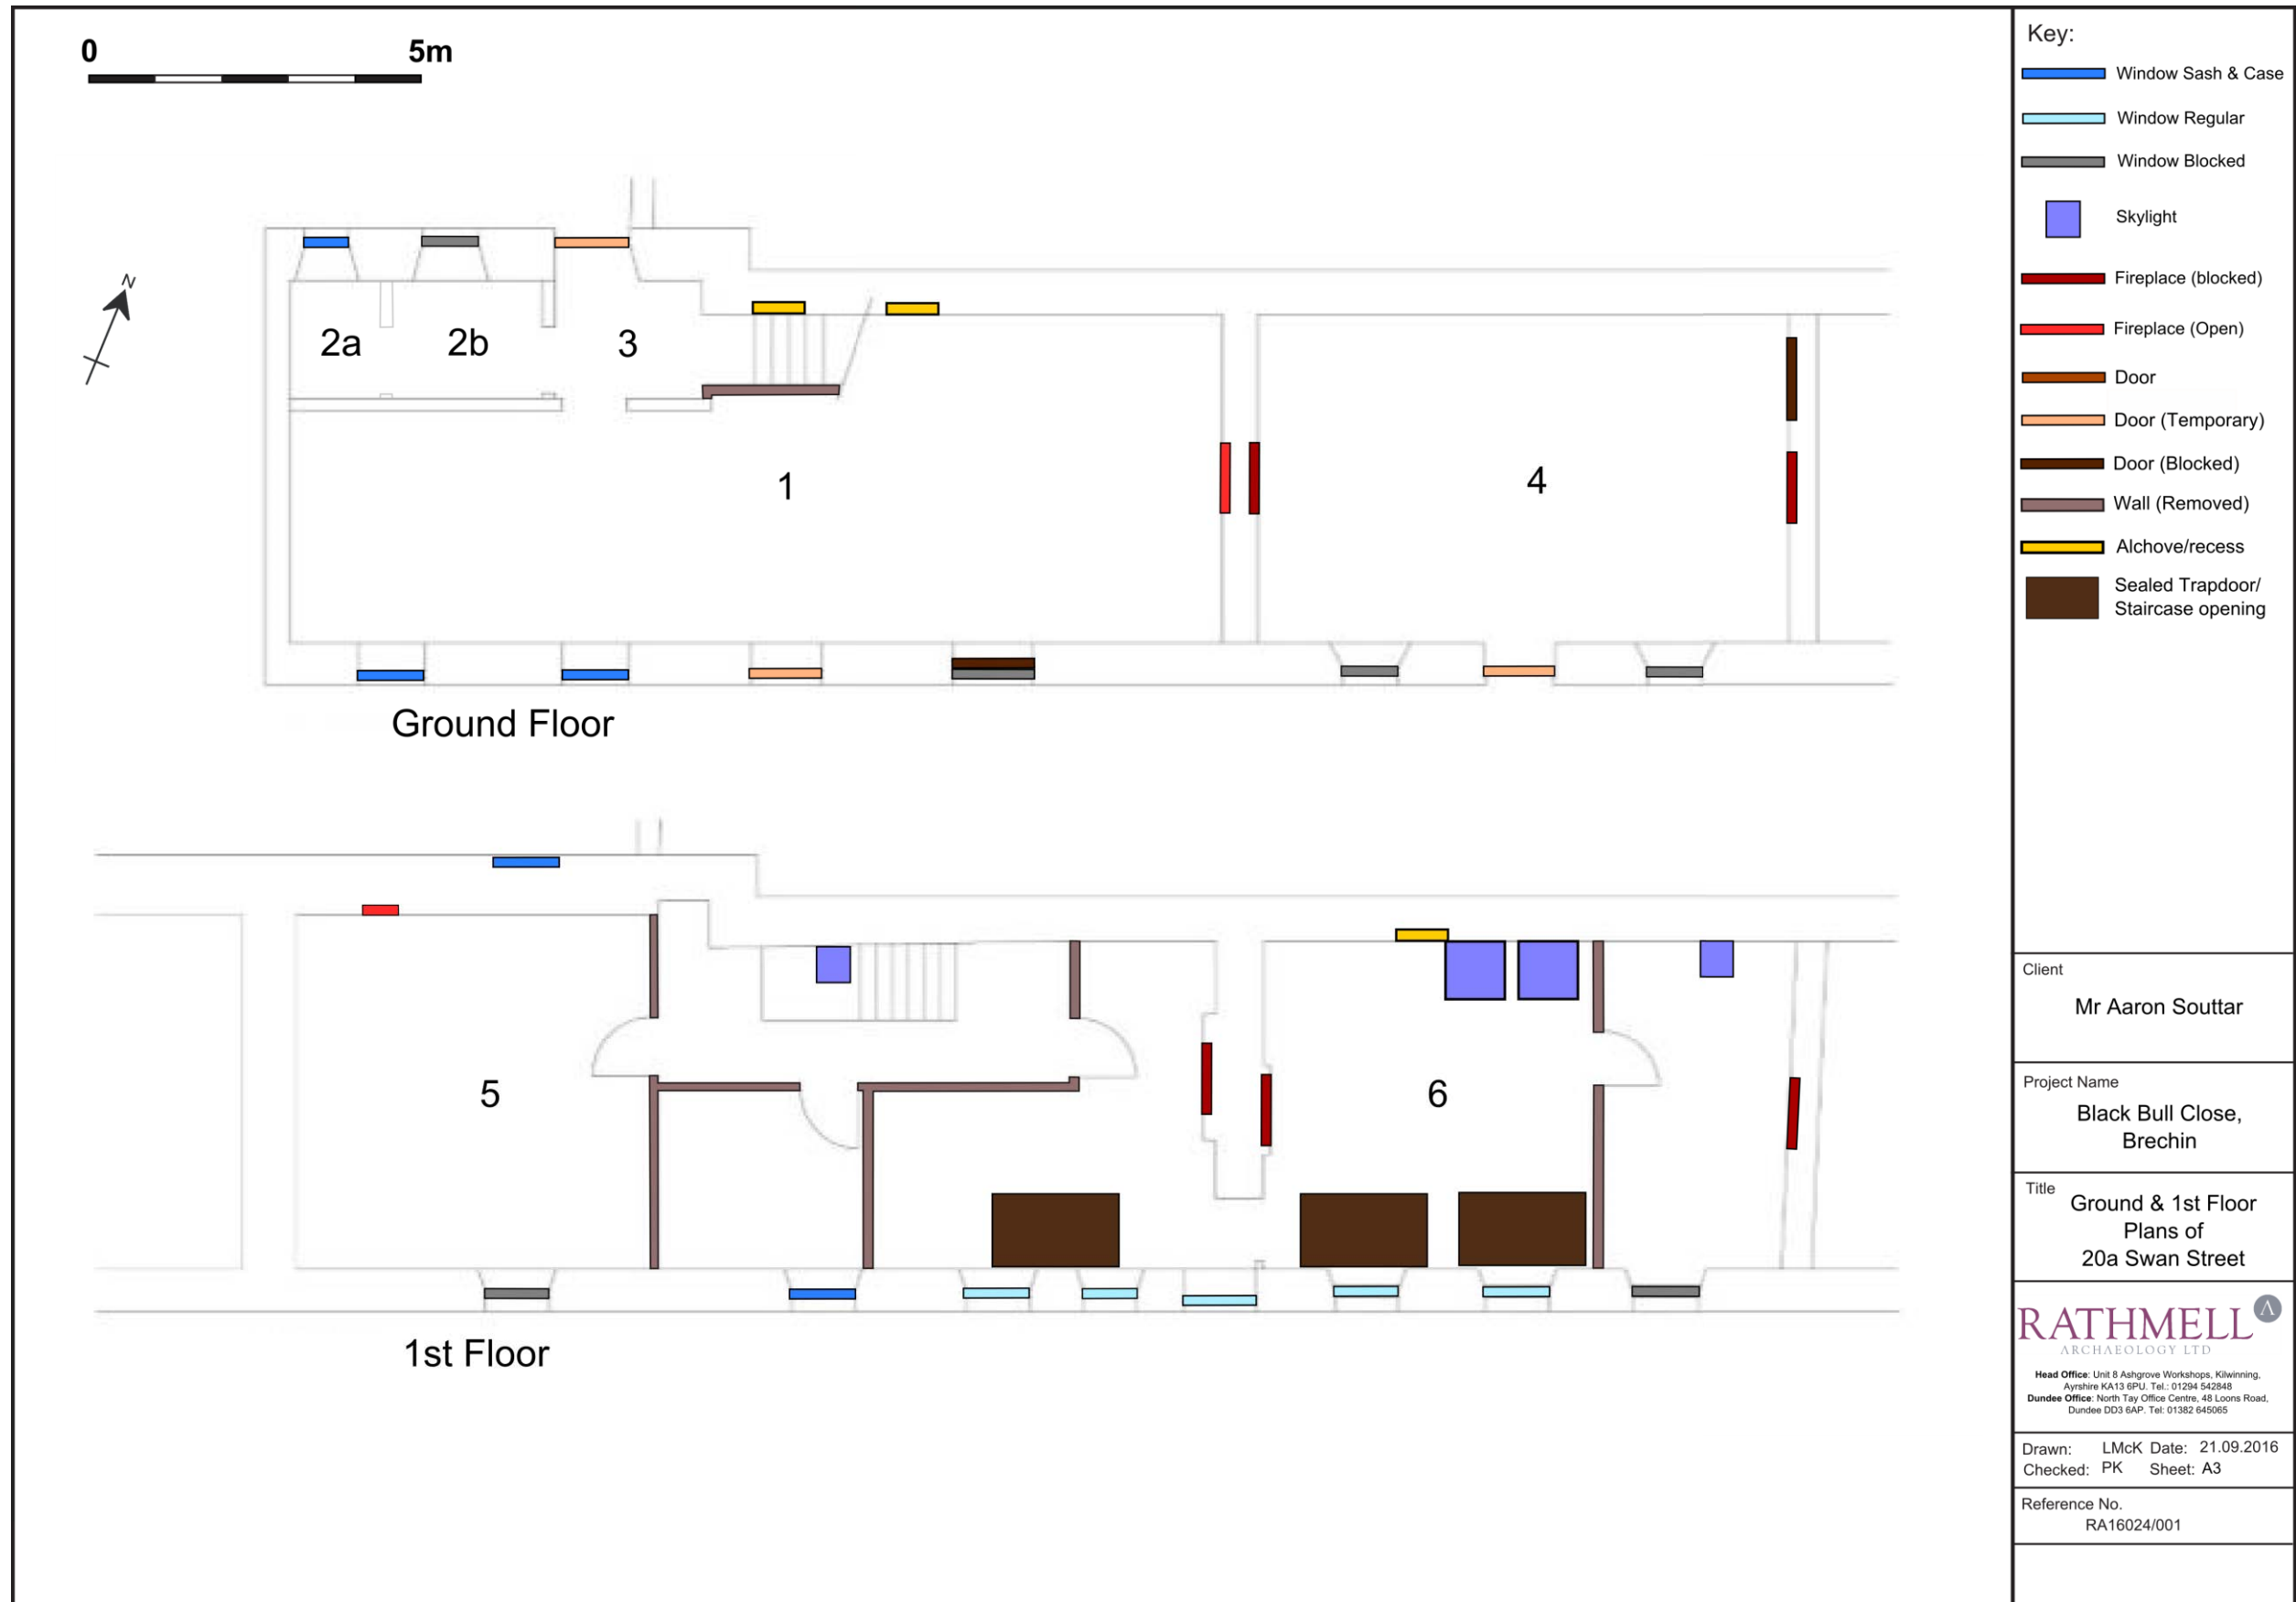 0 5m
N
2a 2b 3
1 4
Ground Floor
5 6
1st Floor
Key:
Window Sash & Case
Window Regular
Window Blocked
Skylight
Fireplace (blocked)
Fireplace (Open)
Door
Door (Temporary)
Door (Blocked)
Wall (Removed)
Alchove/recess
Sealed Trapdoor/
Staircase opening
Client
Mr Aaron Souttar
Project Name
Black Bull Close,
Brechin
Title
Ground & 1st Floor
Plans of
20a Swan Street
RATHMELL
ARCHAEOLOGY LTD
Head Office: Unit 8 Ashgrove Workshops, Kilwinning,
Ayrshire KA13 6PU. Tel.: 01294 542848
Dundee Office: North Tay Office Centre, 48 Loons Road,
Dundee DD3 6AP. Tel: 01382 645065
Drawn: LMcK Date: 21.09.2016
Checked: PK Sheet: A3
Reference No.
RA16024/001